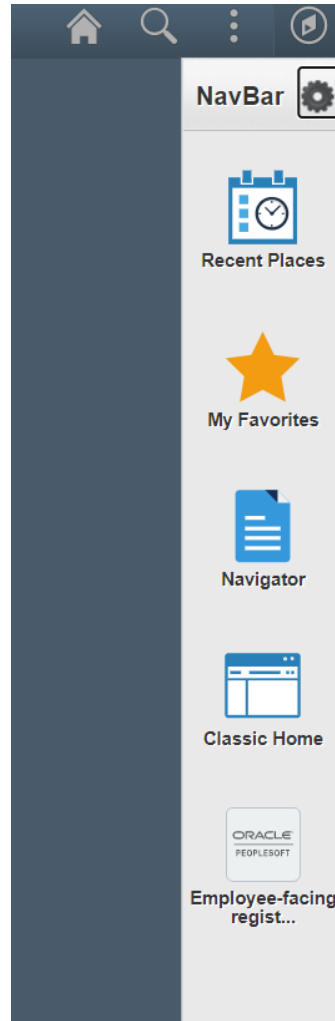 NavBar
Recent Places
My Favorites
Navigator
Classic Home
ORACLE
PEOPLESOFT
Employee-facing
regist...